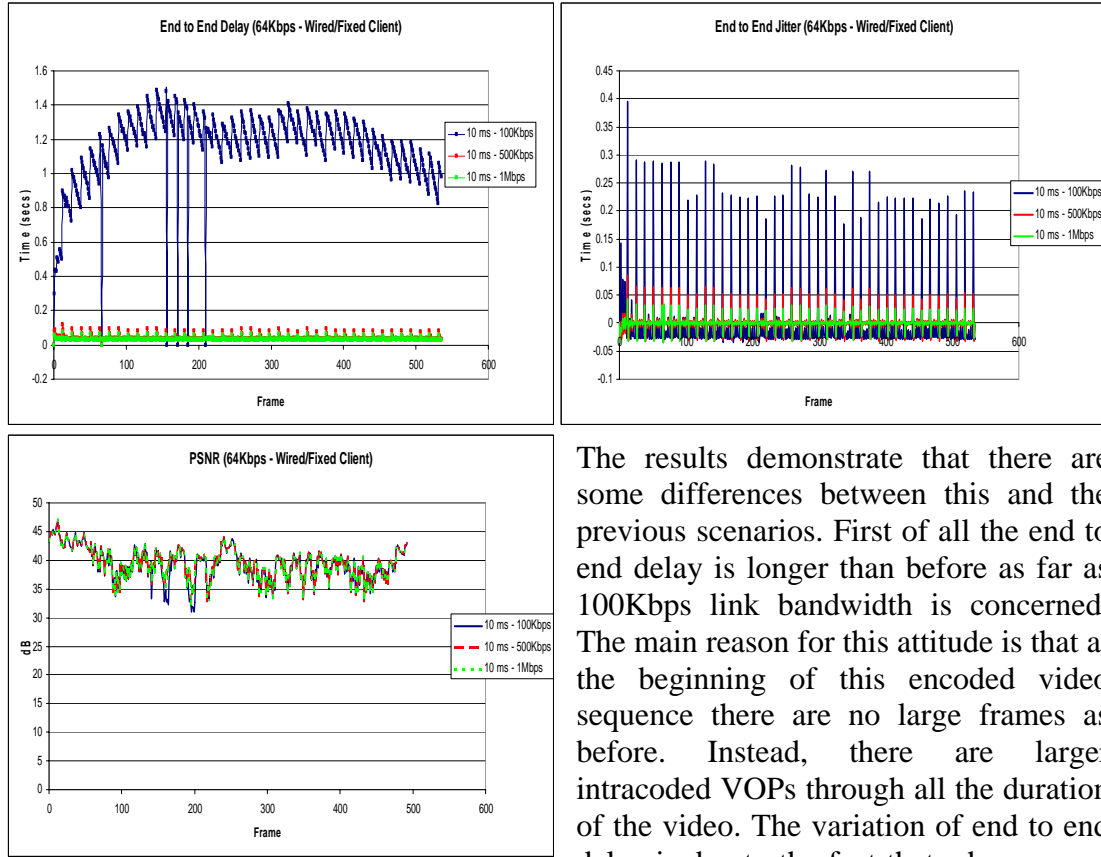 End to End Delay (64Kbps - Wired/Fixed Client)
1.6
1.4
1.2
1
0.8
0.6
0.4
0.2
0
-0.2
0
100
200
300
400
500
600
Time (secs)
Frame
10 ms - 100Kbps
10 ms - 500Kbps
10 ms - 1Mbps
End to End Jitter (64Kbps - Wired/Fixed Client)
0.45
0.4
0.35
0.3
0.25
0.2
0.15
0.1
0.05
0
-0.05
-0.1
0
100
200
300
400
500
600
Time (secs)
Frame
10 ms - 100Kbps
10 ms - 500Kbps
10 ms - 1Mbps
PSNR (64Kbps - Wired/Fixed Client)
50
45
40
35
30
25
20
15
10
5
0
0
100
200
300
400
500
600
dB
Frame
10 ms - 100Kbps
10 ms - 500Kbps
10 ms - 1Mbps
The results demonstrate that there are
some differences between this and the
previous scenarios. First of all the end to
end delay is longer than before as far as
100Kbps link bandwidth is concerned
The main reason for this attitude is that a
the beginning of this encoded video
sequence there are no large frames as
before. Instead, there are larger
intracoded VOPs through all the duration
of the video. The variation of end to end